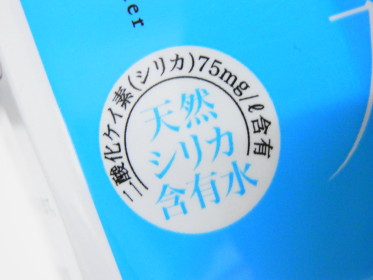 ter
二酸化ケイ素(シリカ)75mg/ℓ含有
天然
シリカ
含有水